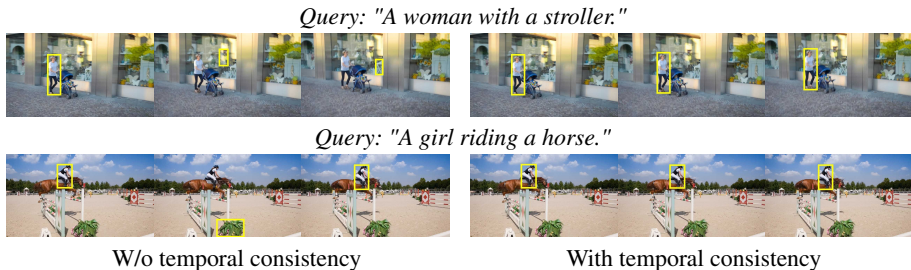 Query: "A woman with a stroller."
Query: "A girl riding a horse."
W/o temporal consistency
With temporal consistency